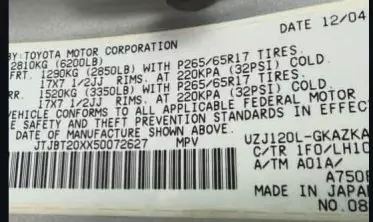 DATE 12/04
BY: TOYOTA MOTOR CORPORATION
2810KG (6200LB)
FRT. 1290KG (2850LB) WITH P265/65R17 TIRES.
17X7 1/2JJ RIMS. AT 220KPA (32PSI) COLD.
RR. 1520KG (3350LB) WITH P265/65R17 TIRES.
17X7 1/2JJ RIMS. AT 220KPA (32PSI) COLD.
VEHICLE CONFORMS TO ALL APPLICABLE FEDERAL MOTOR
E SAFETY AND THEFT PREVENTION STANDARDS IN EFFECT
DATE OF MANUFACTURE SHOWN ABOVE.
JTJBT20XX50072627 MPV
UZJ120L-GKAZKA
C/TR 1F0/LH10
A/TM A01A/
A750F
MADE IN JAPAN
NO.08